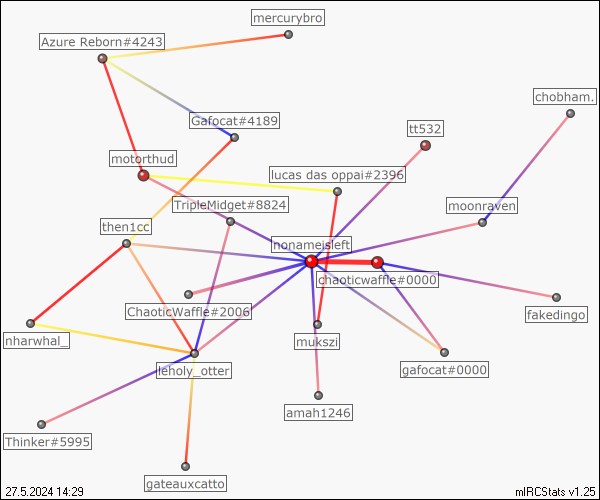 mercurybro
Azure Reborn#4243
chobham.
Gafocat#4189
tt532
motorthud
lucas das oppai#2396
TripleMidget#8824
moonraven
then1cc
nonameisleft
chaoticwaffle#0000
ChaoticWaffle#2006
fakedingo
nharwhal_
mukszi
leholy_otter
gafocat#0000
amah1246
Thinker#5995
gateauxcatto
27.5.2024 14:29
mIRCStats v1.25